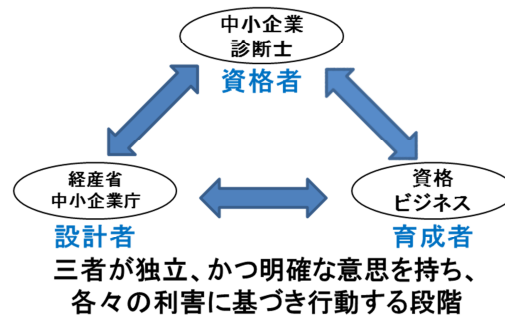 中小企業
診断士
資格者
経産省
中小企業庁
設計者
資格
ビジネス
育成者
三者が独立、かつ明確な意思を持ち、
各々の利害に基づき行動する段階